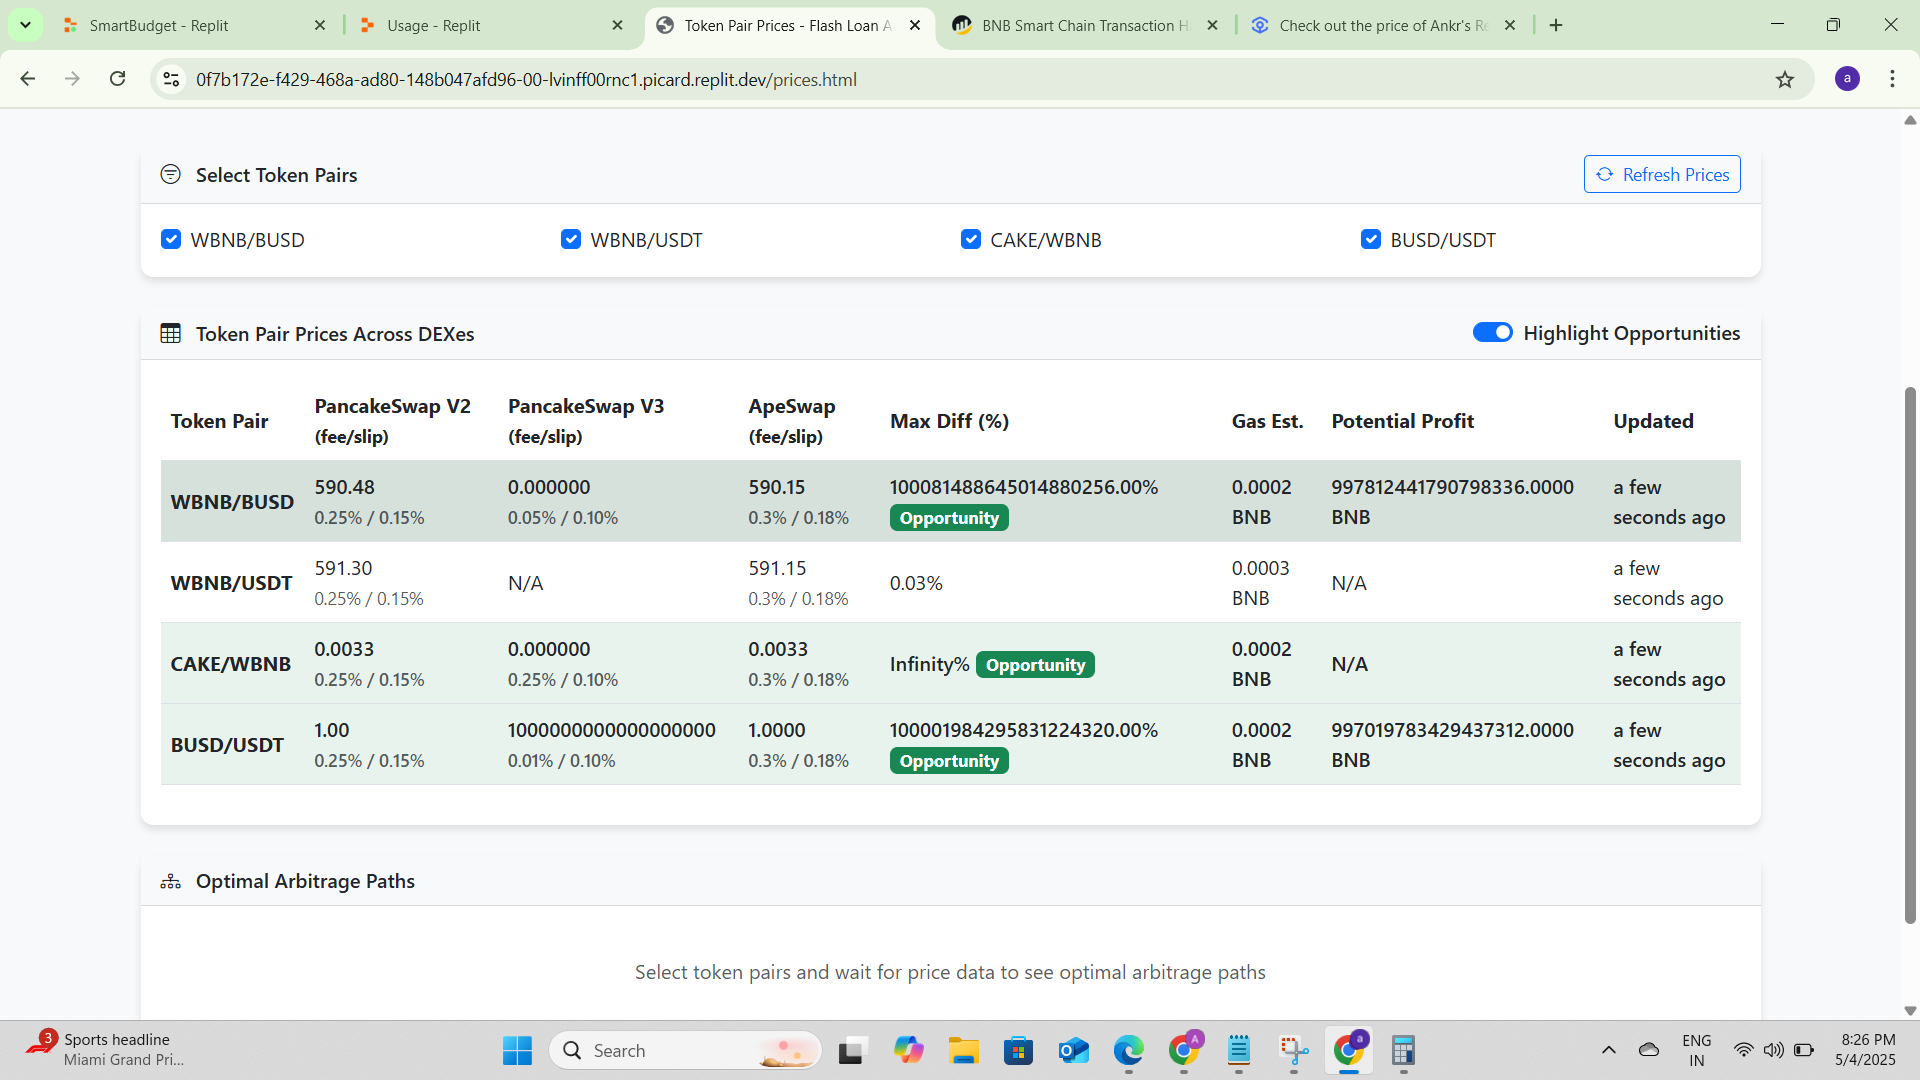 SmartBudget - Replit
Usage - Replit
Token Pair Prices - Flash Loan A
BNB Smart Chain Transaction H
Check out the price of Ankr's Re
0f7b172e-f429-468a-ad80-148b047afd96-00-lvinff00rnc1.picard.replit.dev/prices.html
a
Select Token Pairs
Refresh Prices
WBNB/BUSD
WBNB/USDT
CAKE/WBNB
BUSD/USDT
Token Pair Prices Across DEXes
Highlight Opportunities
Token Pair
PancakeSwap V2
(fee/slip)
PancakeSwap V3
(fee/slip)
ApeSwap
(fee/slip)
Max Diff (%)
Gas Est.
Potential Profit
Updated
WBNB/BUSD
590.48
0.25% / 0.15%
0.000000
0.05% / 0.10%
590.15
0.3% / 0.18%
100081488645014880256.00%
Opportunity
0.0002
BNB
997812441790798336.0000
BNB
a few
seconds ago
WBNB/USDT
591.30
0.25% / 0.15%
N/A
591.15
0.3% / 0.18%
0.03%
0.0003
BNB
N/A
a few
seconds ago
CAKE/WBNB
0.0033
0.25% / 0.15%
0.000000
0.25% / 0.10%
0.0033
0.3% / 0.18%
Infinity% Opportunity
0.0002
BNB
N/A
a few
seconds ago
BUSD/USDT
1.00
0.25% / 0.15%
1000000000000000000
0.01% / 0.10%
1.0000
0.3% / 0.18%
100001984295831224320.00%
Opportunity
0.0002
BNB
997019783429437312.0000
BNB
a few
seconds ago
Optimal Arbitrage Paths
Select token pairs and wait for price data to see optimal arbitrage paths
3
Sports headline
Miami Grand Pri...
Search
A
a
ENG
IN
8:26 PM
5/4/2025